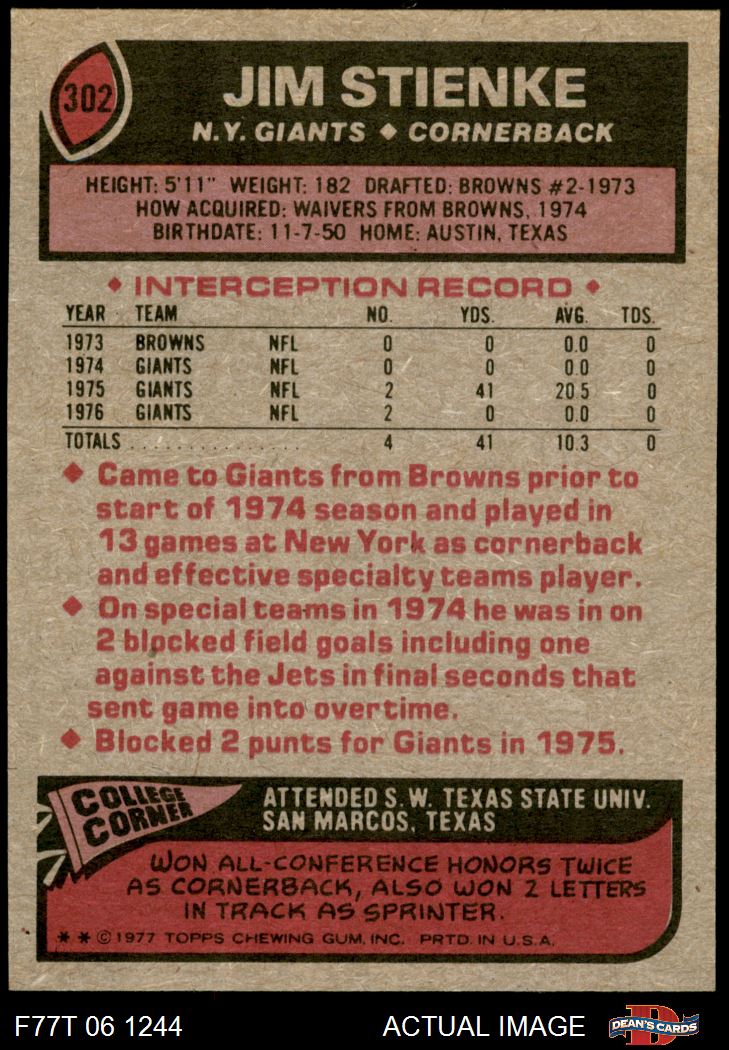 302
JIM STIENKE
N.Y. GIANTS ♦ CORNERBACK
HEIGHT: 5'11" WEIGHT: 182 DRAFTED: BROWNS #2-1973
HOW ACQUIRED: WAIVERS FROM BROWNS, 1974
BIRTHDATE: 11-7-50 HOME: AUSTIN, TEXAS
♦ INTERCEPTION RECORD ♦
YEAR TEAM NO. YDS. AVG. TDS.
1973 BROWNS NFL 0 0 0.0 0
1974 GIANTS NFL 0 0 0.0 0
1975 GIANTS NFL 2 41 20.5 0
1976 GIANTS NFL 2 0 0.0 0
TOTALS . . . . . . . . . . . . . . . . 4 41 10.3 0
♦ Came to Giants from Browns prior to
start of 1974 season and played in
13 games at New York as cornerback
and effective specialty teams player.
♦ On special teams in 1974 he was in on
2 blocked field goals including one
against the Jets in final seconds that
sent game into overtime.
♦ Blocked 2 punts for Giants in 1975.
COLLEGE
CORNER
ATTENDED S.W. TEXAS STATE UNIV.
SAN MARCOS, TEXAS
WON ALL-CONFERENCE HONORS TWICE
AS CORNERBACK, ALSO WON 2 LETTERS
IN TRACK AS SPRINTER.
* * © 1977 TOPPS CHEWING GUM, INC. PRTD. IN U.S.A.
F77T 06 1244 ACTUAL IMAGE
D
DEAN'S CARDS